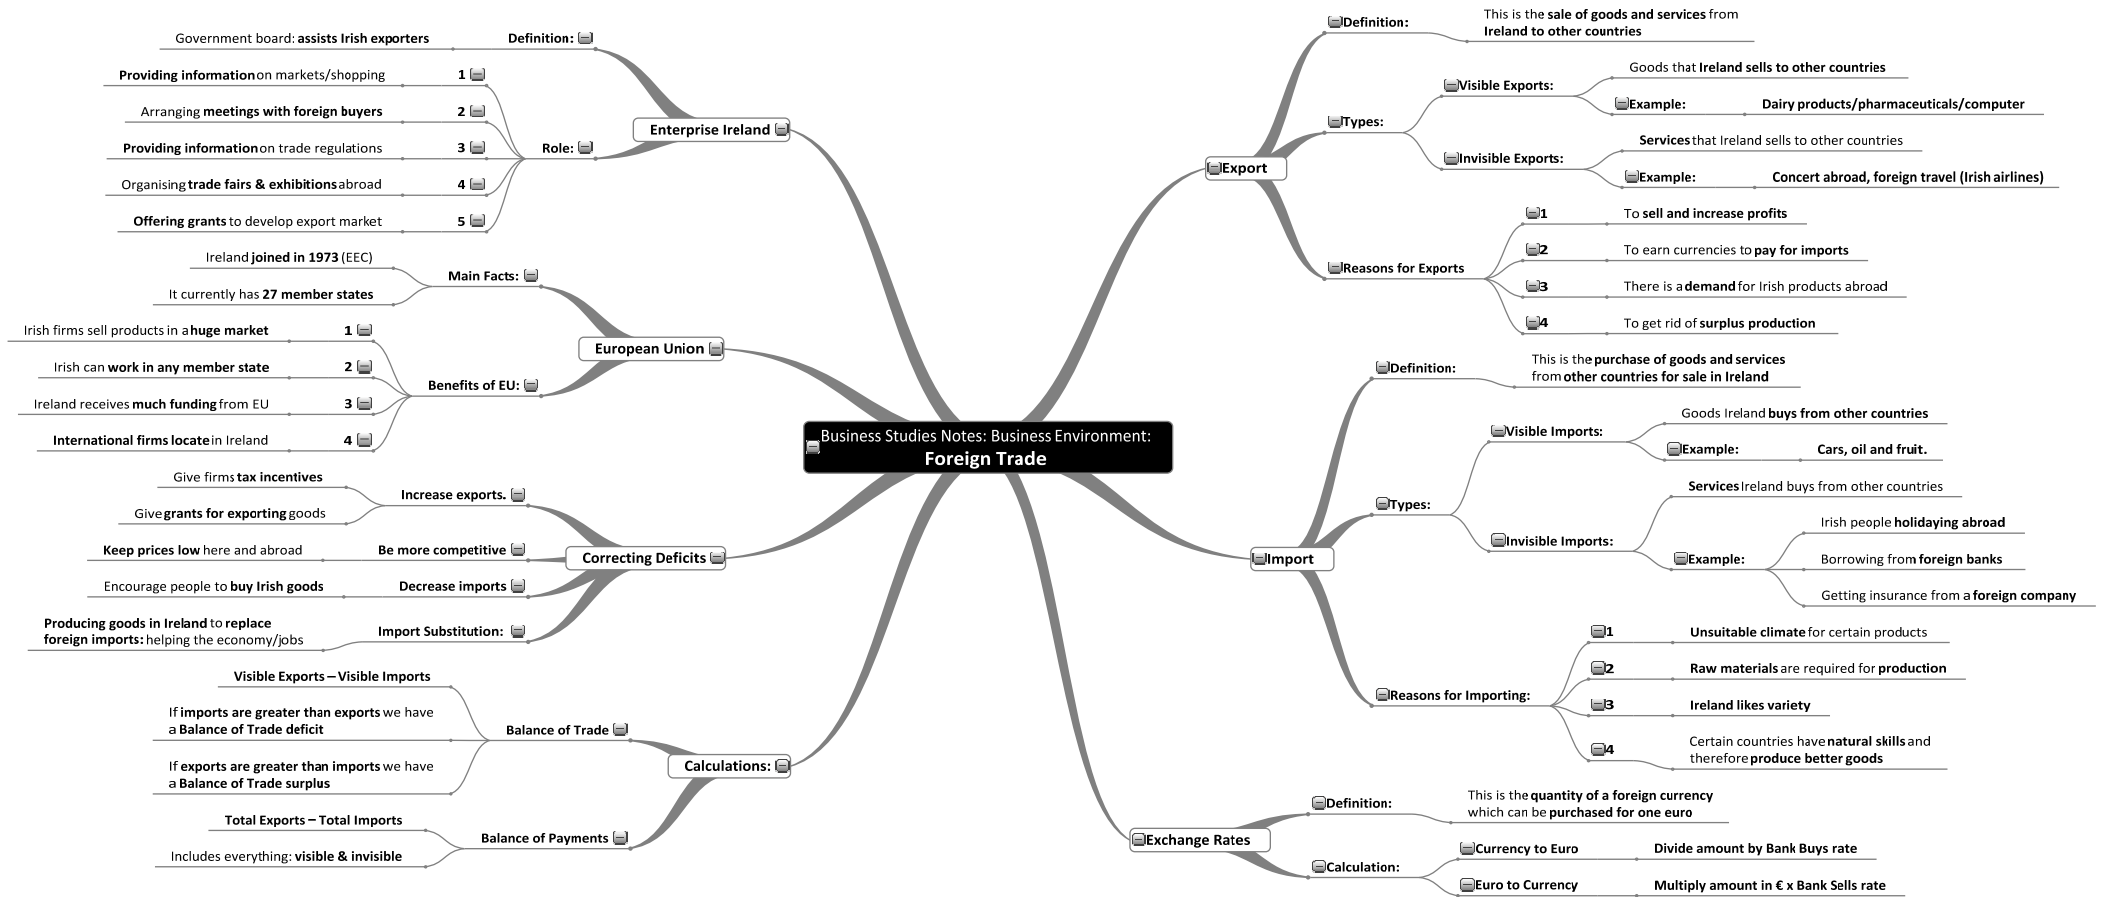 Business Studies Notes: Business Environment:
Foreign Trade
Export
Definition:
This is the sale of goods and services from
Ireland to other countries
Types:
Visible Exports:
Goods that Ireland sells to other countries
Example:
Dairy products/pharmaceuticals/computer
Invisible Exports:
Services that Ireland sells to other countries
Example:
Concert abroad, foreign travel (Irish airlines)
Reasons for Exports
1 To sell and increase profits
2 To earn currencies to pay for imports
3 There is a demand for Irish products abroad
4 To get rid of surplus production
Import
Definition:
This is the purchase of goods and services
from other countries for sale in Ireland
Types:
Visible Imports:
Goods Ireland buys from other countries
Example:
Cars, oil and fruit.
Invisible Imports:
Services Ireland buys from other countries
Example:
Irish people holidaying abroad
Borrowing from foreign banks
Getting insurance from a foreign company
Reasons for Importing:
1 Unsuitable climate for certain products
2 Raw materials are required for production
3 Ireland likes variety
4 Certain countries have natural skills and
therefore produce better goods
Exchange Rates
Definition:
This is the quantity of a foreign currency
which can be purchased for one euro
Calculation:
Currency to Euro
Divide amount by Bank Buys rate
Euro to Currency
Multiply amount in € x Bank Sells rate
Enterprise Ireland
Definition:
Government board: assists Irish exporters
Role:
1 Providing information on markets/shopping
2 Arranging meetings with foreign buyers
3 Providing information on trade regulations
4 Organising trade fairs & exhibitions abroad
5 Offering grants to develop export market
European Union
Main Facts:
Ireland joined in 1973 (EEC)
It currently has 27 member states
Benefits of EU:
1 Irish firms sell products in a huge market
2 Irish can work in any member state
3 Ireland receives much funding from EU
4 International firms locate in Ireland
Correcting Deficits
Increase exports.
Give firms tax incentives
Give grants for exporting goods
Be more competitive
Keep prices low here and abroad
Decrease imports
Encourage people to buy Irish goods
Import Substitution:
Producing goods in Ireland to replace
foreign imports: helping the economy/jobs
Calculations:
Balance of Trade
Visible Exports – Visible Imports
If imports are greater than exports we have
a Balance of Trade deficit
If exports are greater than imports we have
a Balance of Trade surplus
Balance of Payments
Total Exports – Total Imports
Includes everything: visible & invisible